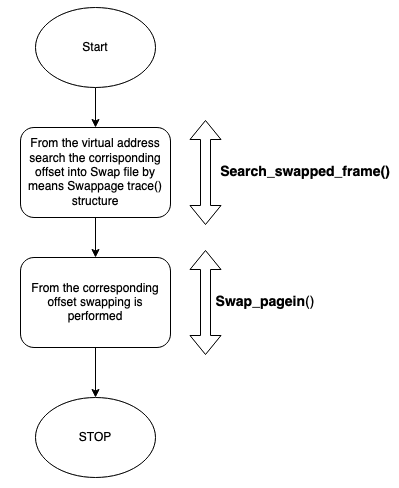 Start
From the virtual address
search the corrisponding
offset into Swap file by
means Swappage trace()
structure
Search_swapped_frame()
From the corresponding
offset swapping is
performed
Swap_pagein()
STOP